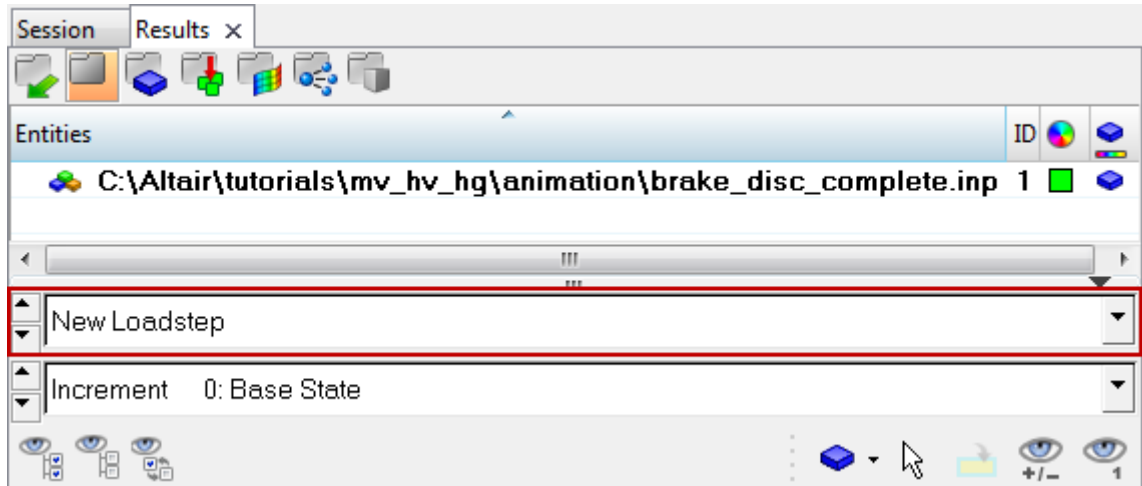 Session Results
Entities ID
C:\Altair\tutorials\mv_hv_hg\animation\brake_disc_complete.inp 1
New Loadstep
Increment 0: Base State
+/- 1